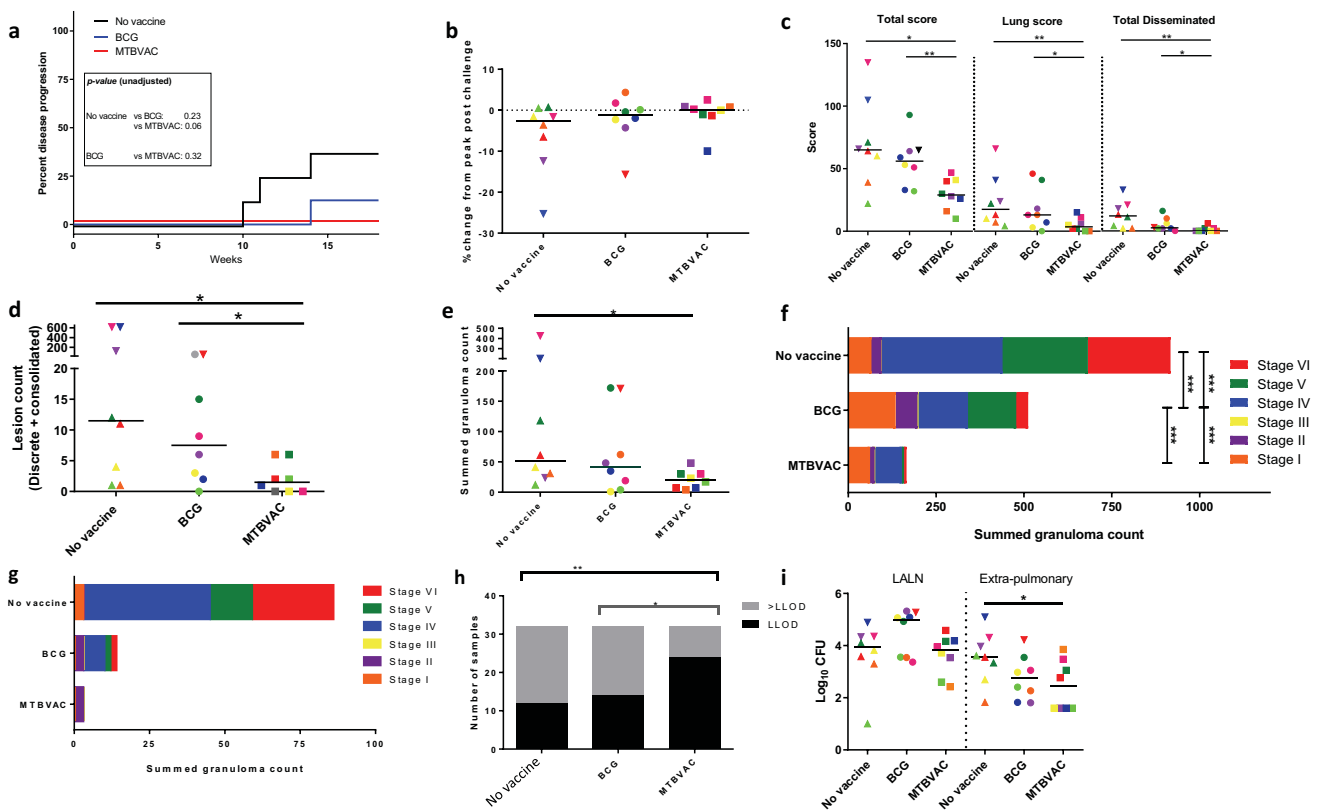 a
Percent disease progression
100
75
50
25
0
No vaccine
BCG
MTBVAC
p-value (unadjusted)
No vaccine vs BCG: 0.23
vs MTBVAC: 0.06
BCG vs MTBVAC: 0.32
0 5 10 15
Weeks
b
% change from peak post challenge
10
0
-10
-20
-30
No vaccine
BCG
MTBVAC
c
Total score
Lung score
Total Disseminated
* ** **
** * *
Score
150
100
50
0
No vaccine
BCG
MTBVAC
No vaccine
BCG
MTBVAC
No vaccine
BCG
MTBVAC
d
*
*
Lesion count
(Discrete + consolidated)
600
400
200
20
15
10
5
0
No vaccine
BCG
MTBVAC
e
*
Summed granuloma count
500
400
300
200
150
100
50
0
No vaccine
BCG
MTBVAC
f
No vaccine
BCG
MTBVAC
*** ***
*** ***
Stage VI
Stage V
Stage IV
Stage III
Stage II
Stage I
0 250 500 750 1000
Summed granuloma count
g
No vaccine
BCG
MTBVAC
Stage VI
Stage V
Stage IV
Stage III
Stage II
Stage I
0 25 50 75 100
Summed granuloma count
h
**
*
>LLOD
LLOD
Number of samples
40
30
20
10
0
No vaccine
BCG
MTBVAC
i
LALN
Extra-pulmonary
*
Log10 CFU
6
4
2
0
No vaccine
BCG
MTBVAC
No vaccine
BCG
MTBVAC